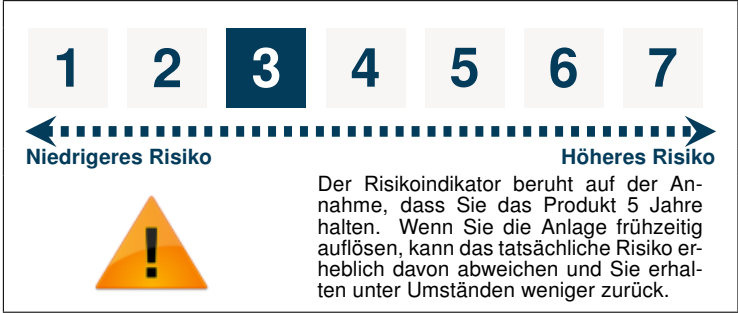 1 2 3 4 5 6 7
Niedrigeres Risiko Höheres Risiko
Der Risikoindikator beruht auf der An-
nahme, dass Sie das Produkt 5 Jahre
halten. Wenn Sie die Anlage frühzeitig
auflösen, kann das tatsächliche Risiko er-
heblich davon abweichen und Sie erhal-
ten unter Umständen weniger zurück.